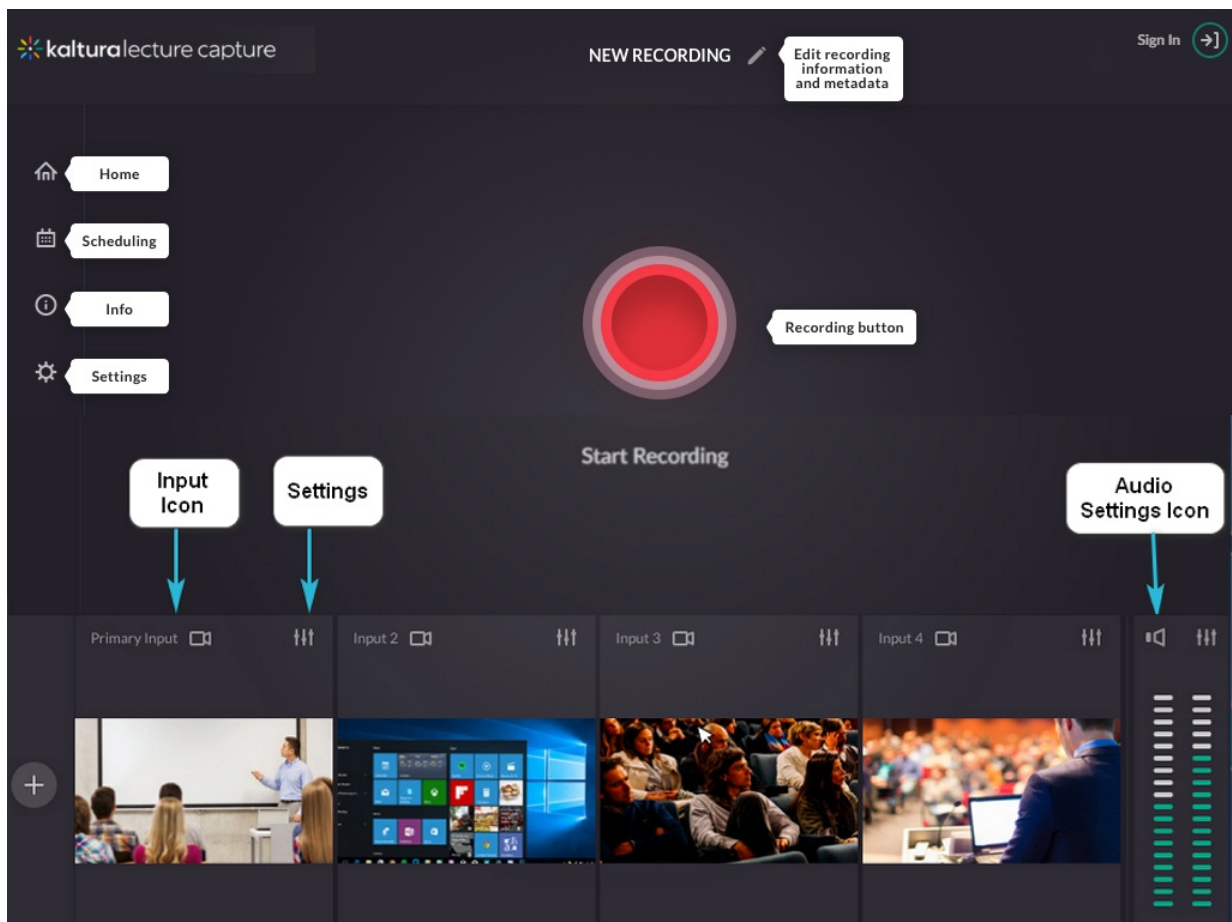 kaltura lecture capture
NEW RECORDING
Edit recording
information
and metadata
Sign In
Home
Scheduling
Info
Settings
Recording button
Start Recording
Input
Icon
Settings
Audio
Settings Icon
Primary Input
Input 2
Input 3
Input 4